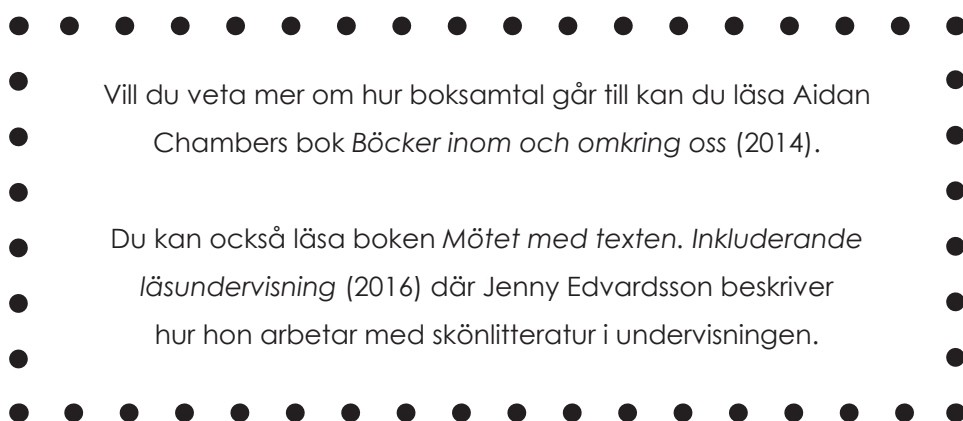 Vill du veta mer om hur boksamtal går till kan du läsa Aidan
Chambers bok Böcker inom och omkring oss (2014).
Du kan också läsa boken Mötet med texten. Inkluderande
läsundervisning (2016) där Jenny Edvardsson beskriver
hur hon arbetar med skönlitteratur i undervisningen.